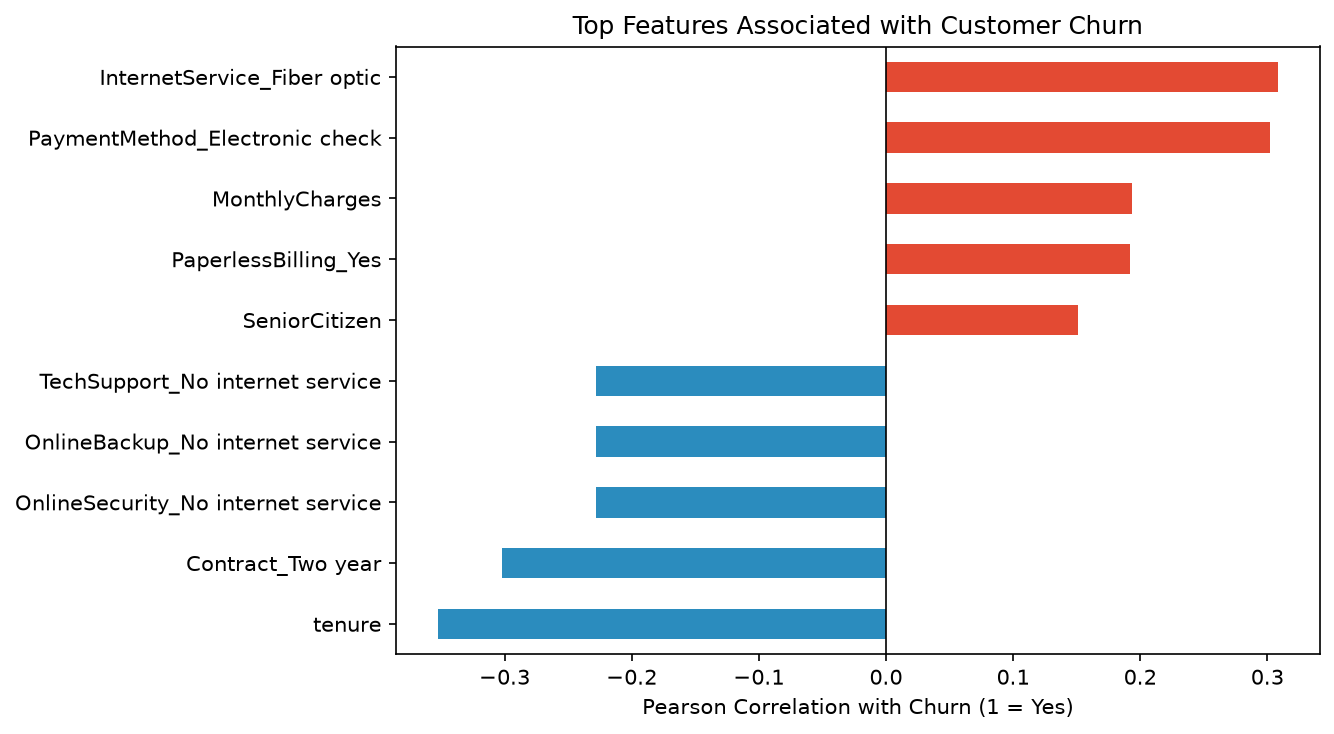 Top Features Associated with Customer Churn
InternetService_Fiber optic
PaymentMethod_Electronic check
MonthlyCharges
PaperlessBilling_Yes
SeniorCitizen
TechSupport_No internet service
OnlineBackup_No internet service
OnlineSecurity_No internet service
Contract_Two year
tenure
−0.3 −0.2 −0.1 0.0 0.1 0.2 0.3
Pearson Correlation with Churn (1 = Yes)